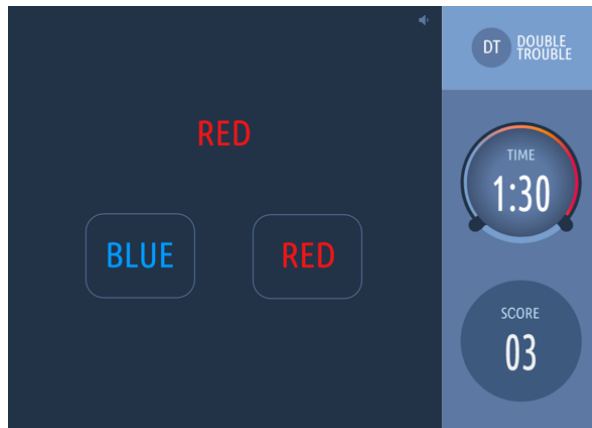 DT DOUBLE
TROUBLE
RED
BLUE RED
TIME
1:30
SCORE
03